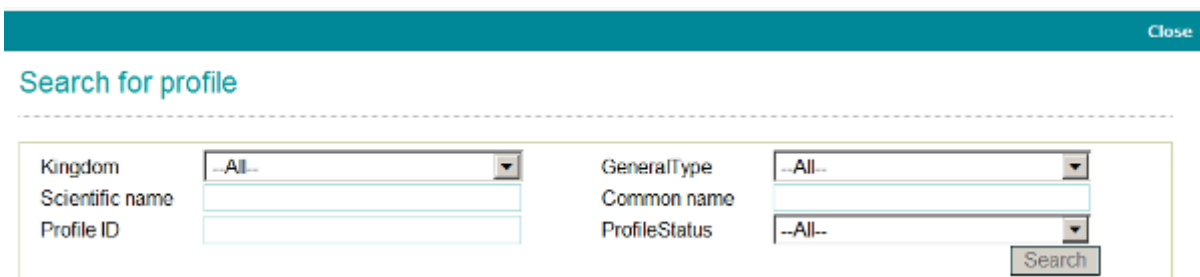 Close
Search for profile
Kingdom --All-- GeneralType --All--
Scientific name Common name
Profile ID ProfileStatus --All--
Search